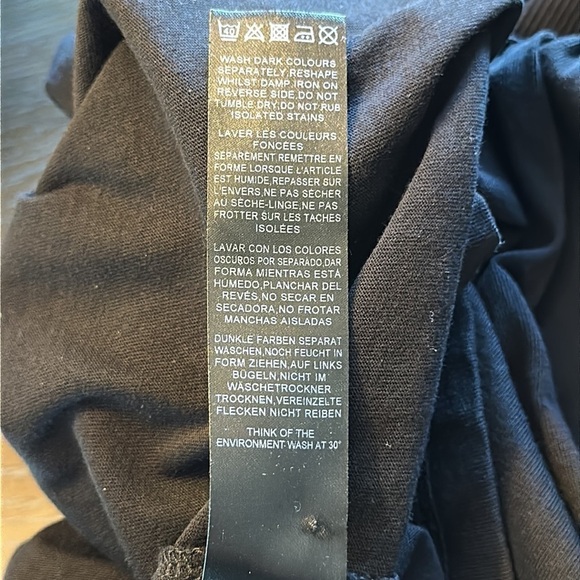 40
WASH DARK COLOURS
SEPARATELY.RESHAPE
WHILST DAMP.IRON ON
REVERSE SIDE.DO NOT
TUMBLE DRY.DO NOT RUB
ISOLATED STAINS
LAVER LES COULEURS
FONCÉES
SÉPARÉMENT.REMETTRE EN
FORME LORSQUE L'ARTICLE
EST HUMIDE,REPASSER SUR
L'ENVERS,NE PAS SÉCHER
AU SÈCHE-LINGE,NE PAS
FROTTER SUR LES TACHES
ISOLÉES
LAVAR CON LOS COLORES
OSCUROS POR SEPARADO,DAR
FORMA MIENTRAS ESTÁ
HÚMEDO,PLANCHAR DEL
REVÉS,NO SECAR EN
SECADORA,NO FROTAR
MANCHAS AISLADAS
DUNKLE FARBEN SEPARAT
WASCHEN,NOCH FEUCHT IN
FORM ZIEHEN,AUF LINKS
BÜGELN,NICHT IM
WÄSCHETROCKNER
TROCKNEN,VEREINZELTE
FLECKEN NICHT REIBEN
THINK OF THE
ENVIRONMENT WASH AT 30°